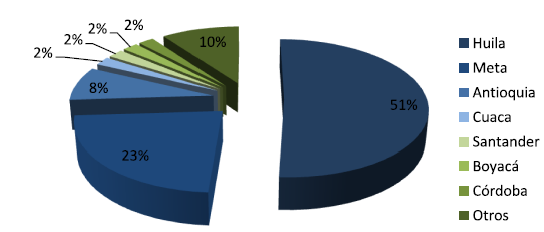 2%
2%
2%
2%
10%
8%
51%
23%
Huila
Meta
Antioquia
Cuaca
Santander
Boyacá
Córdoba
Otros